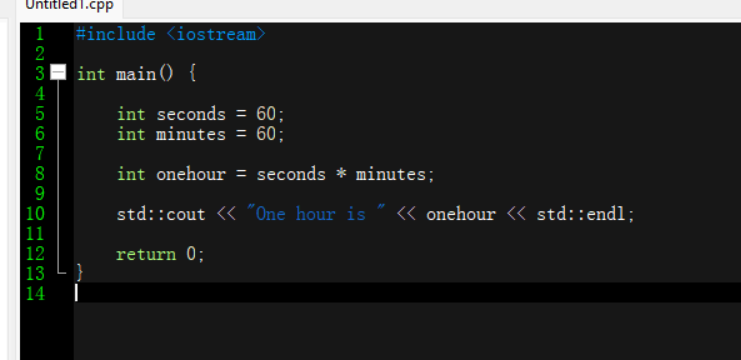 Untitled1.cpp
1 #include <iostream>
2
3 int main() {
4
5 int seconds = 60;
6 int minutes = 60;
7
8 int onehour = seconds * minutes;
9
10 std::cout << "One hour is " << onehour << std::endl;
11
12 return 0;
13 }
14